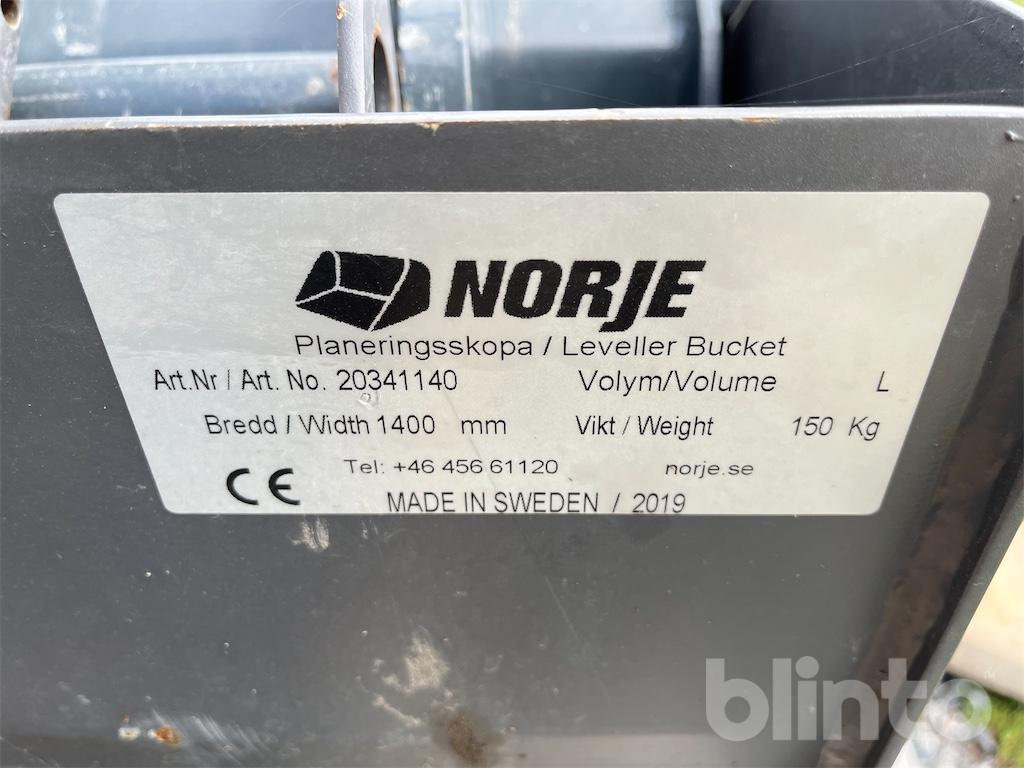 NORJE
Planeringsskopa / Leveller Bucket
Art.Nr / Art. No. 20341140 Volym/Volume L
Bredd / Width 1400 mm Vikt / Weight 150 Kg
Tel: +46 456 61120 norje.se
CE MADE IN SWEDEN / 2019
blinto